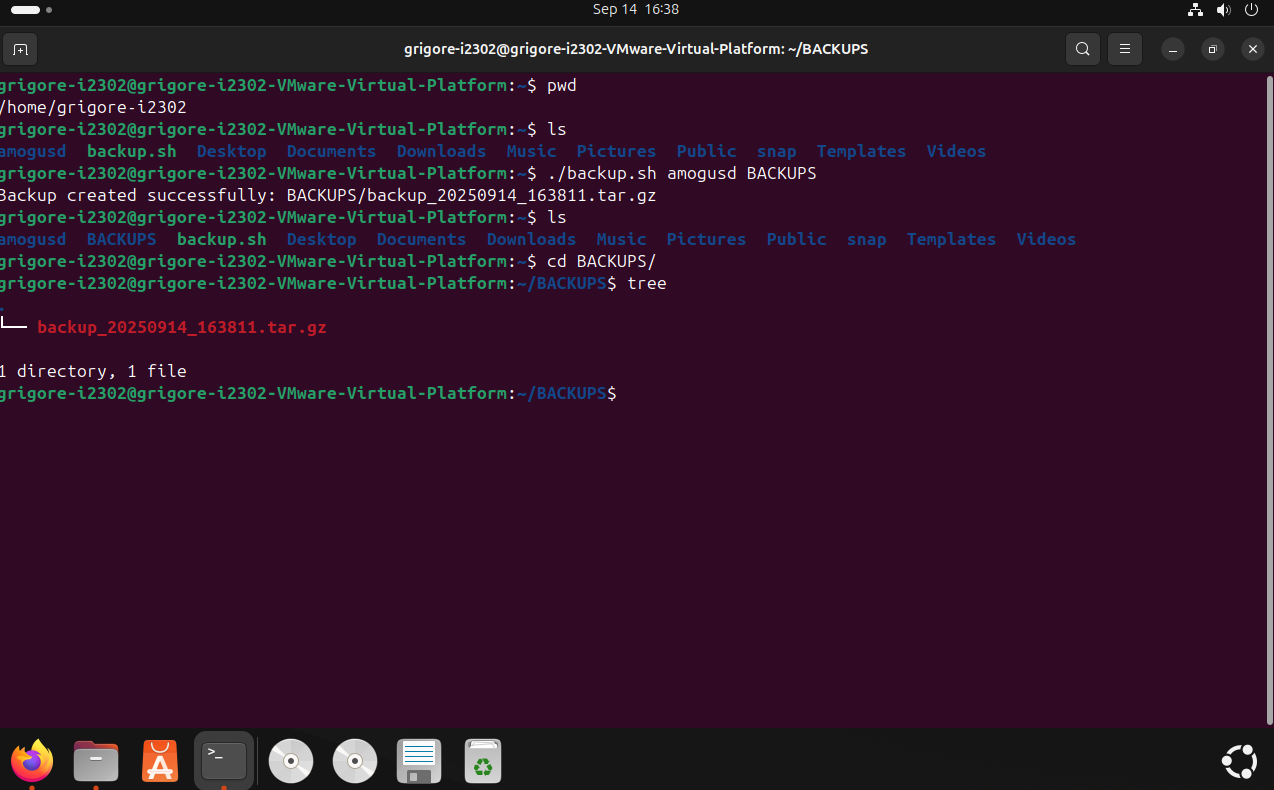 Sep 14 16:38
grigore-i2302@grigore-i2302-VMware-Virtual-Platform: ~/BACKUPS
grigore-i2302@grigore-i2302-VMware-Virtual-Platform:~$ pwd
/home/grigore-i2302
grigore-i2302@grigore-i2302-VMware-Virtual-Platform:~$ ls
amogusd backup.sh Desktop Documents Downloads Music Pictures Public snap Templates Videos
grigore-i2302@grigore-i2302-VMware-Virtual-Platform:~$ ./backup.sh amogusd BACKUPS
Backup created successfully: BACKUPS/backup_20250914_163811.tar.gz
grigore-i2302@grigore-i2302-VMware-Virtual-Platform:~$ ls
amogusd BACKUPS backup.sh Desktop Documents Downloads Music Pictures Public snap Templates Videos
grigore-i2302@grigore-i2302-VMware-Virtual-Platform:~$ cd BACKUPS/
grigore-i2302@grigore-i2302-VMware-Virtual-Platform:~/BACKUPS$ tree
.
└── backup_20250914_163811.tar.gz
1 directory, 1 file
grigore-i2302@grigore-i2302-VMware-Virtual-Platform:~/BACKUPS$